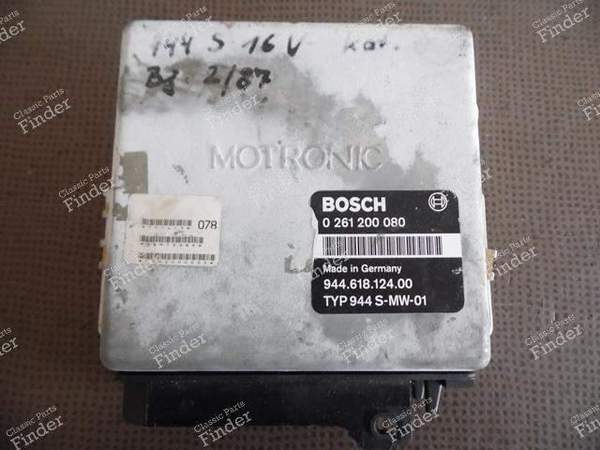 944 S 16 V Kat.
Bj. 2/87
MOTRONIC
078
BOSCH
0 261 200 080
Made in Germany
944.618.124.00
TYP 944 S-MW-01
Classic Parts
Finder